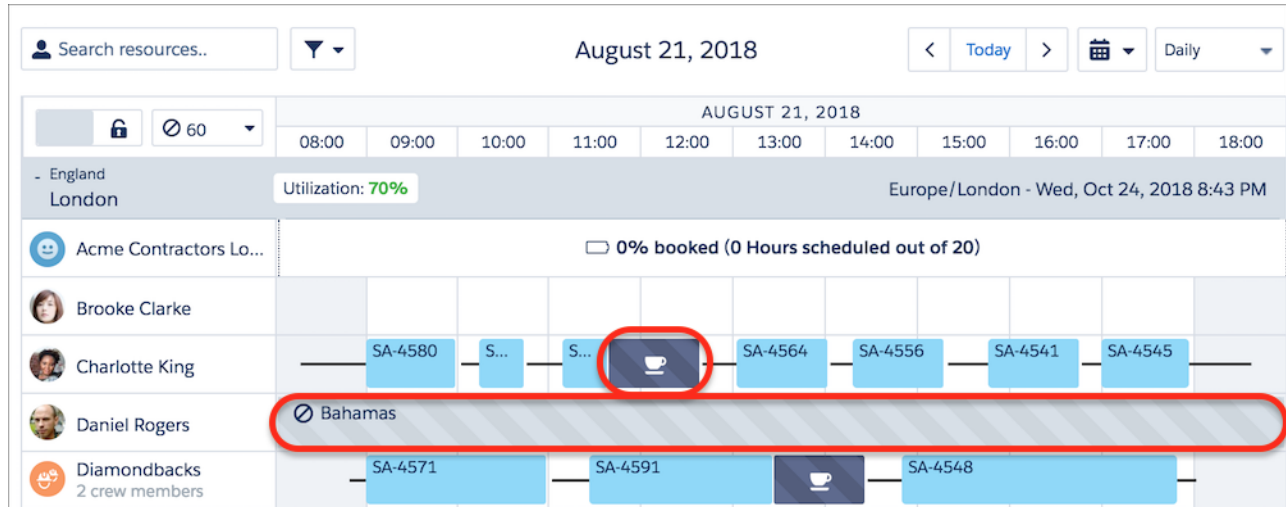 Search resources..
August 21, 2018
Today
Daily
60
AUGUST 21, 2018
08:00 09:00 10:00 11:00 12:00 13:00 14:00 15:00 16:00 17:00 18:00
- England
London
Utilization: 70%
Europe/London - Wed, Oct 24, 2018 8:43 PM
Acme Contractors Lo...
0% booked (0 Hours scheduled out of 20)
Brooke Clarke
Charlotte King
SA-4580 S... S... SA-4564 SA-4556 SA-4541 SA-4545
Daniel Rogers
Bahamas
Diamondbacks
2 crew members
SA-4571 SA-4591 SA-4548